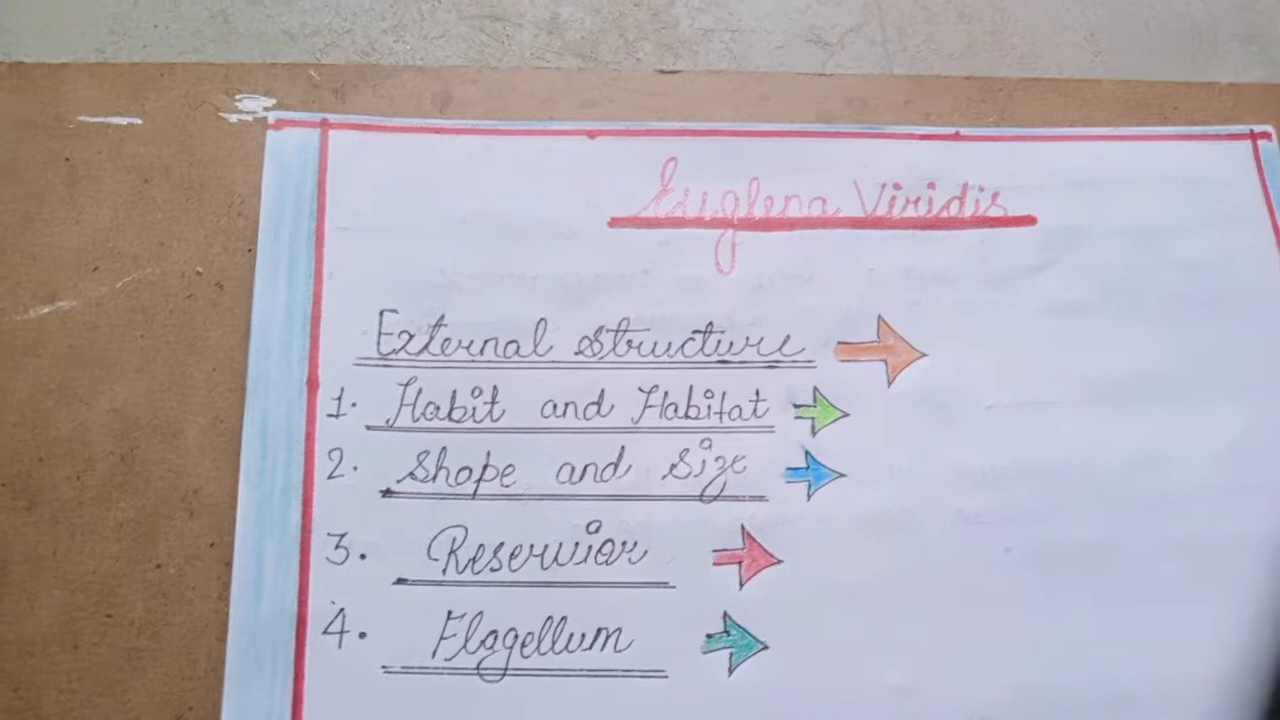 Euglena Viridis
External structure
1. Habit and Habitat
2. Shape and Size
3. Reservior
4. Flagellum